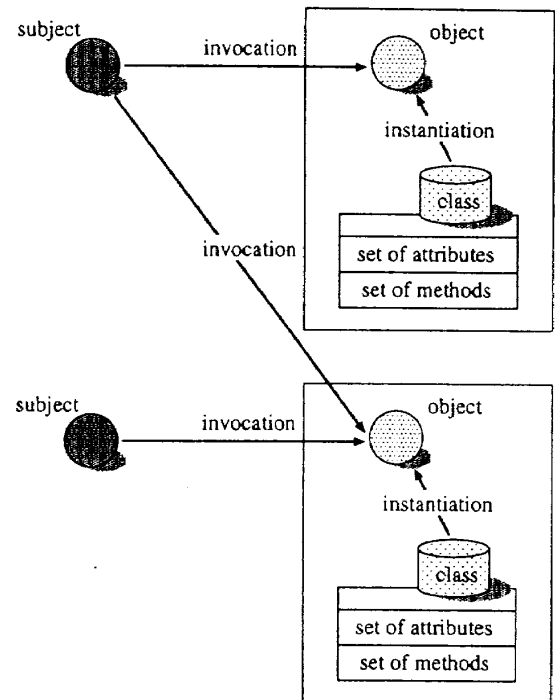 subject
invocation
object
instantiation
class
set of attributes
set of methods
invocation
subject
invocation
object
instantiation
class
set of attributes
set of methods